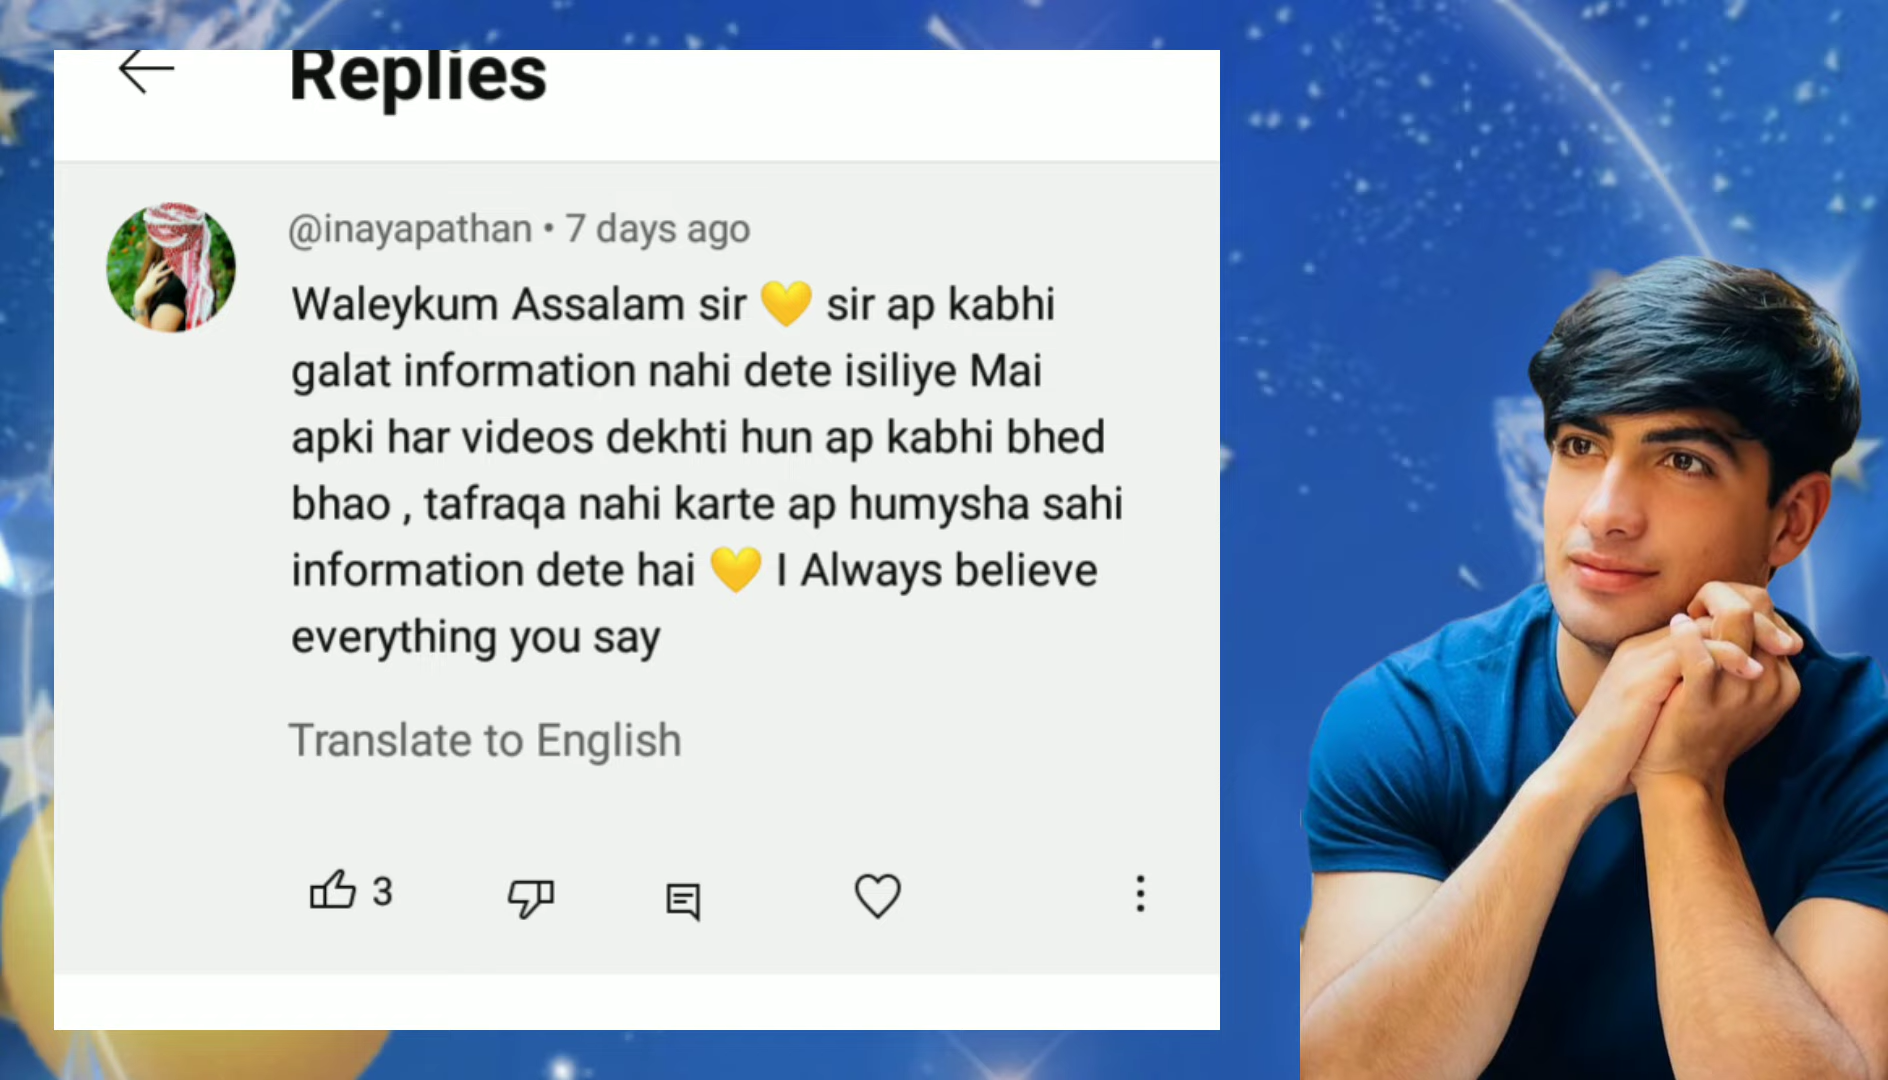 Replies
@inayapathan • 7 days ago
Waleykum Assalam sir 💛 sir ap kabhi
galat information nahi dete isiliye Mai
apki har videos dekhti hun ap kabhi bhed
bhao , tafraqa nahi karte ap humysha sahi
information dete hai 💛 I Always believe
everything you say
Translate to English
3